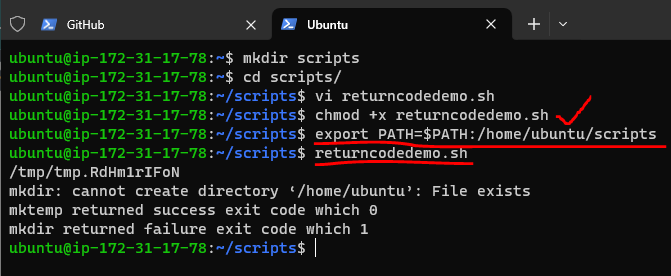 GitHub
Ubuntu
ubuntu@ip-172-31-17-78:~$ mkdir scripts
ubuntu@ip-172-31-17-78:~$ cd scripts/
ubuntu@ip-172-31-17-78:~/scripts$ vi returncodedemo.sh
ubuntu@ip-172-31-17-78:~/scripts$ chmod +x returncodedemo.sh
ubuntu@ip-172-31-17-78:~/scripts$ export PATH=$PATH:/home/ubuntu/scripts
ubuntu@ip-172-31-17-78:~/scripts$ returncodedemo.sh
/tmp/tmp.RdHm1rIFoN
mkdir: cannot create directory ‘/home/ubuntu’: File exists
mktemp returned success exit code which 0
mkdir returned failure exit code which 1
ubuntu@ip-172-31-17-78:~/scripts$